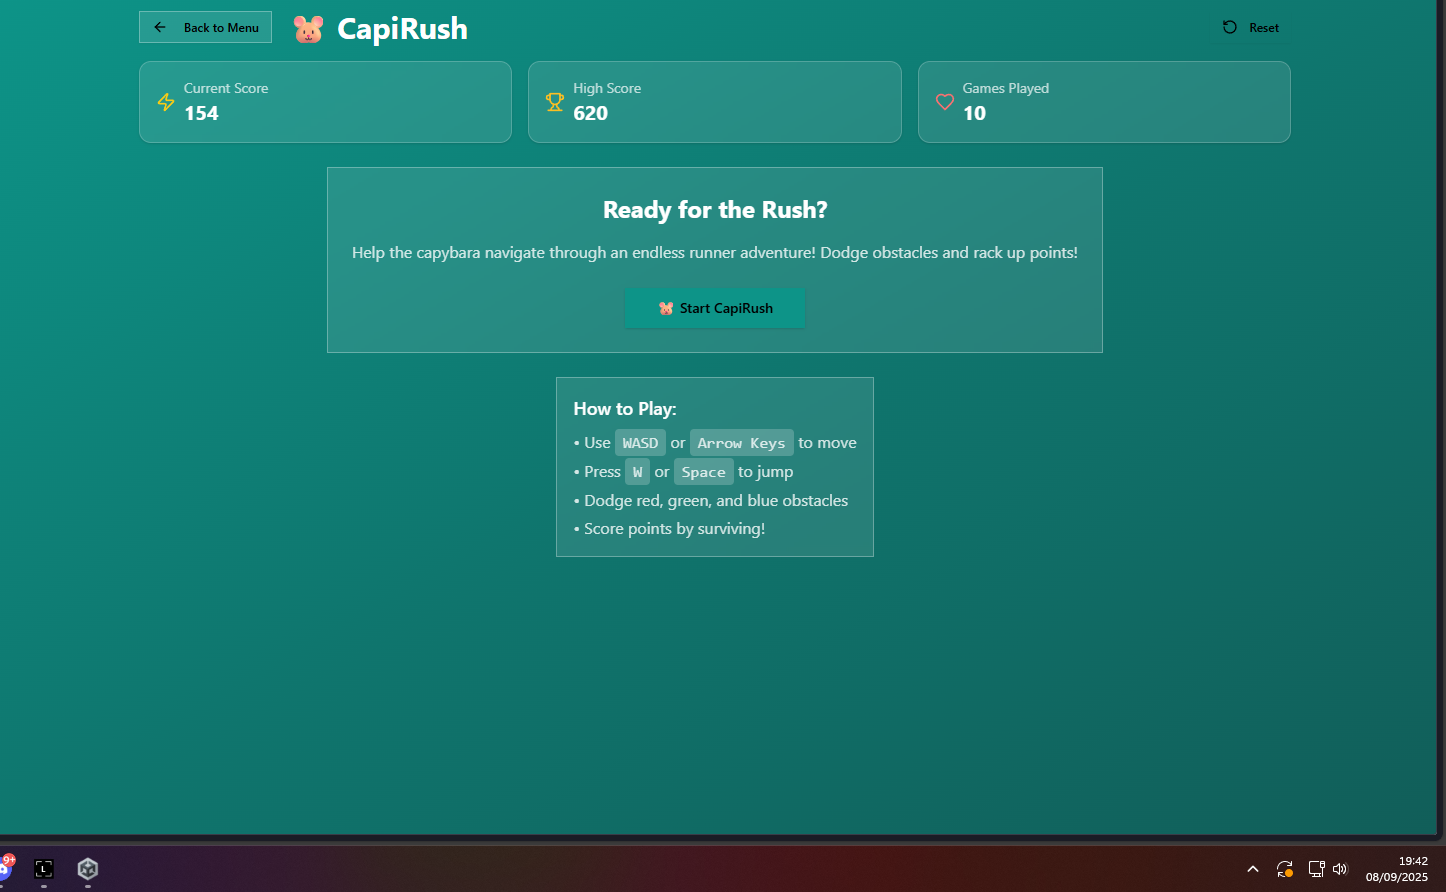 Back to Menu
CapiRush
Reset
Current Score
154
High Score
620
Games Played
10
Ready for the Rush?
Help the capybara navigate through an endless runner adventure! Dodge obstacles and rack up points!
Start CapiRush
How to Play:
• Use WASD or Arrow Keys to move
• Press W or Space to jump
• Dodge red, green, and blue obstacles
• Score points by surviving!
9+
L
19:42
08/09/2025